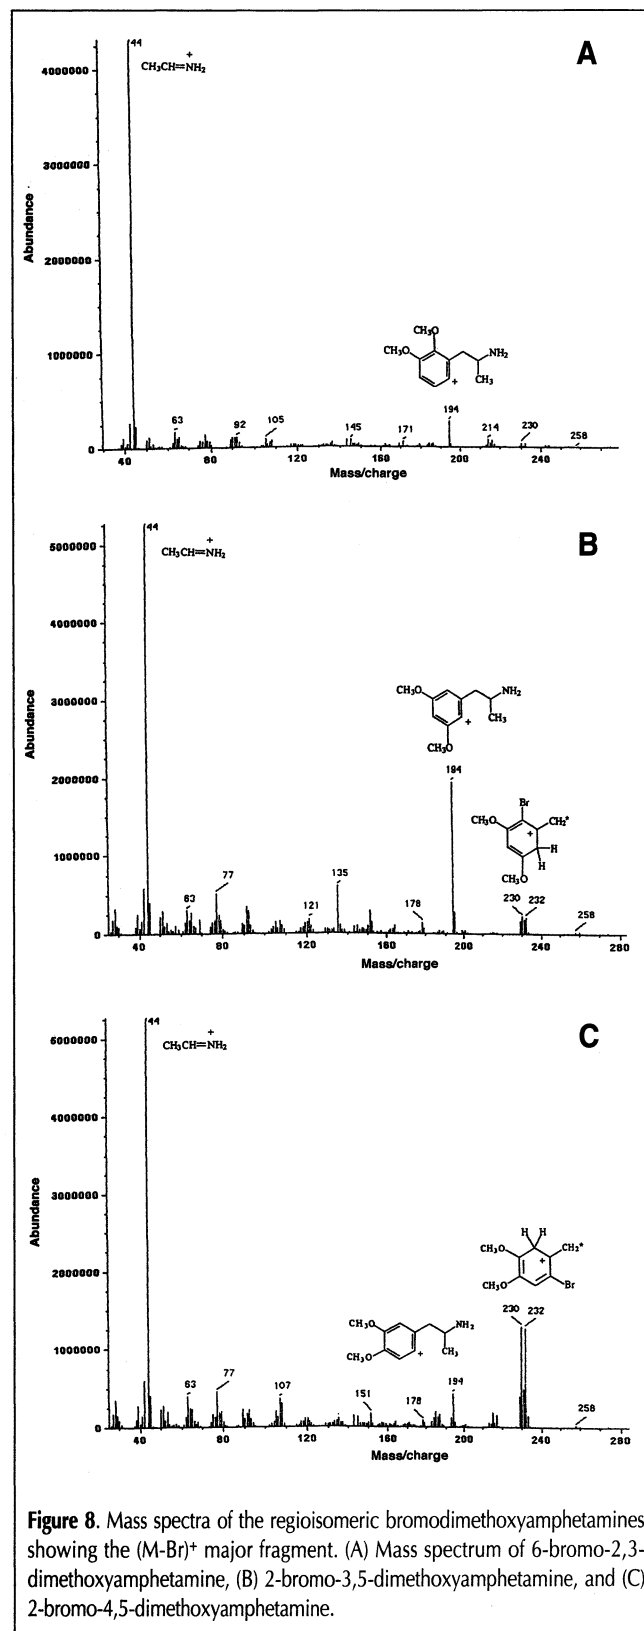 A
44
+
CH₃CH=NH₂
4000000
3000000
2000000
1000000
0
Abundance
CH₃O
CH₃O
NH₂
CH₃
+
63
92
105
145
171
194
214
230
258
40
120
160
200
240
Mass/charge
B
44
+
CH₃CH=NH₂
5000000
4000000
3000000
2000000
1000000
0
Abundance
CH₃O
NH₂
CH₃
+
OCH₃
194
Br
CH₃O
CH₂•
+
H
H
OCH₃
63
77
121
135
178
230
232
258
40
80
120
160
200
240
280
Mass/charge
C
44
+
CH₃CH=NH₂
5000000
4000000
3000000
2000000
1000000
0
Abundance
H H
CH₃O
CH₂•
+
CH₃O
Br
230 232
CH₃O
CH₃O
NH₂
CH₃
+
63
77
107
151
178
194
258
40
80
120
160
200
240
280
Mass/charge
Figure 8. Mass spectra of the regioisomeric bromodimethoxyamphetamines
showing the (M-Br)⁺ major fragment. (A) Mass spectrum of 6-bromo-2,3-
dimethoxyamphetamine, (B) 2-bromo-3,5-dimethoxyamphetamine, and (C)
2-bromo-4,5-dimethoxyamphetamine.